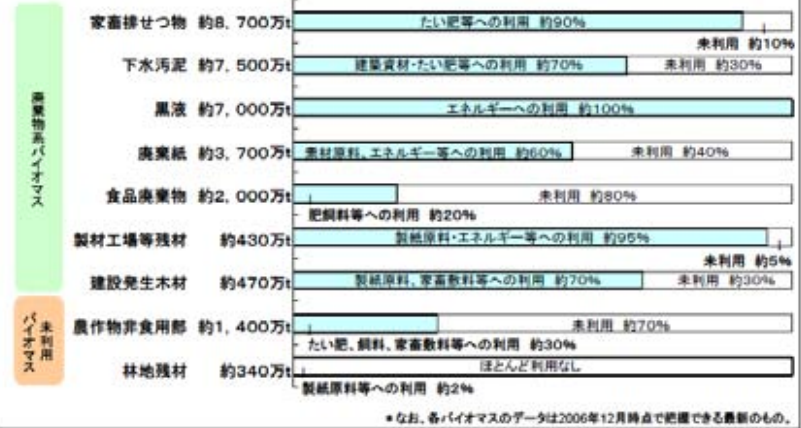 廃棄物系バイオマス
家畜排せつ物 約8,700万t たい肥等への利用 約90%
未利用 約10%
下水汚泥 約7,500万t 建築資材・たい肥等への利用 約70% 未利用 約30%
黒液 約7,000万t エネルギーへの利用 約100%
廃棄紙 約3,700万t 素材原料、エネルギー等への利用 約60% 未利用 約40%
食品廃棄物 約2,000万t 未利用 約80%
肥飼料等への利用 約20%
製材工場等残材 約430万t 製紙原料・エネルギー等への利用 約95%
未利用 約5%
建設発生木材 約470万t 製紙原料、家畜敷料等への利用 約70% 未利用 約30%
未利用バイオマス
農作物非食用部 約1,400万t 未利用 約70%
たい肥、飼料、家畜敷料等への利用 約30%
林地残材 約340万t ほとんど利用なし
製紙原料等への利用 約2%
*なお、各バイオマスのデータは2006年12月時点で把握できる最新のもの。